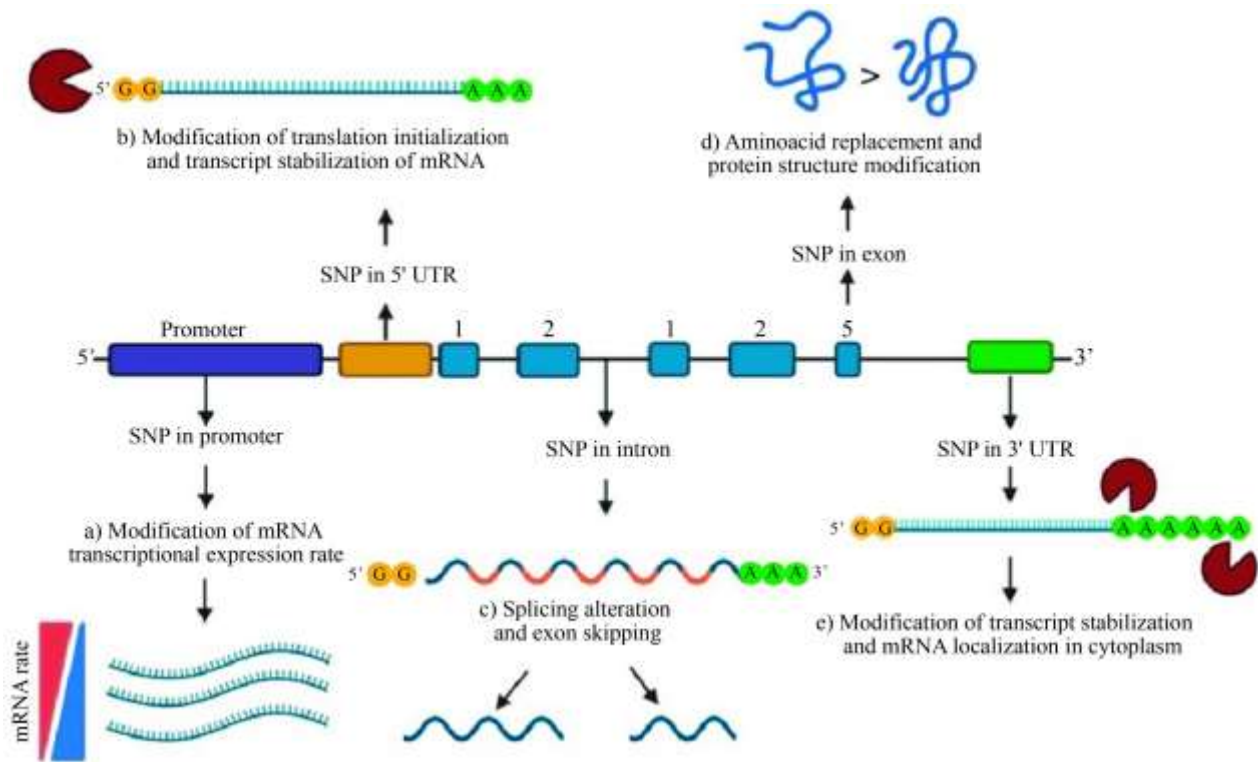 5' G G A A A
b) Modification of translation initialization
and transcript stabilization of mRNA
>
d) Aminoacid replacement and
protein structure modification
SNP in 5' UTR
SNP in exon
Promoter 1 2 1 2 5
5' 3'
SNP in promoter
SNP in intron
SNP in 3' UTR
a) Modification of mRNA
transcriptional expression rate
5' G G A A A 3'
c) Splicing alteration
and exon skipping
5' G G A A A A A A
e) Modification of transcript stabilization
and mRNA localization in cytoplasm
mRNA rate